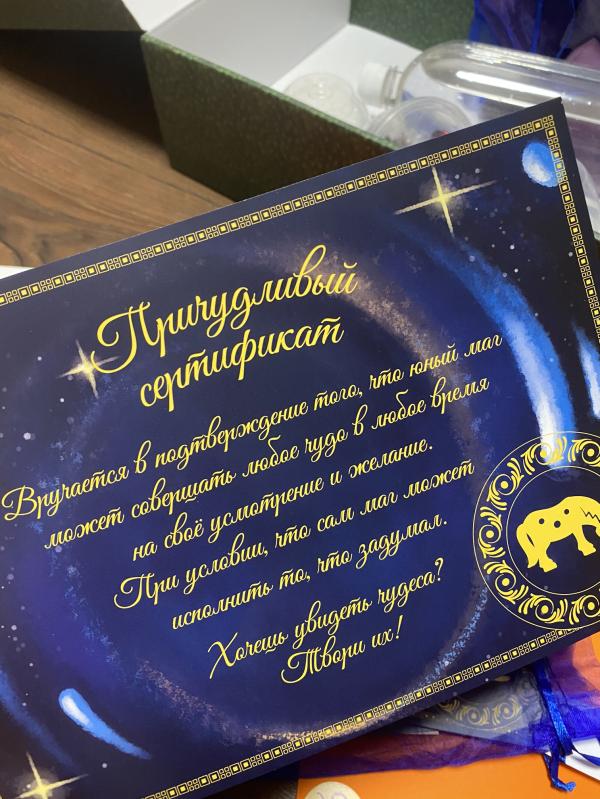 Причудливый
сертификат
Вручается в подтверждение того, что юный маг
может совершать любое чудо в любое время
на своё усмотрение и желание.
При условии, что сам маг может
исполнить то, что задумал.
Хочешь увидеть чудеса?
Твори их!